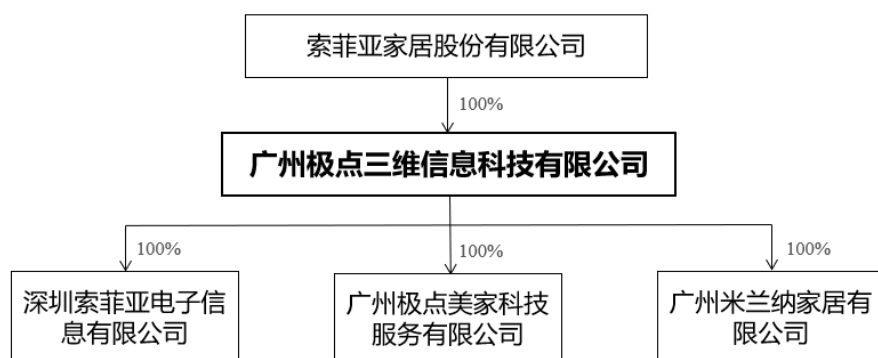 索菲亚家居股份有限公司
100%
广州极点三维信息科技有限公司
100%
100%
100%
深圳索菲亚电子信
息有限公司
广州极点美家科技
服务有限公司
广州米兰纳家居有
限公司